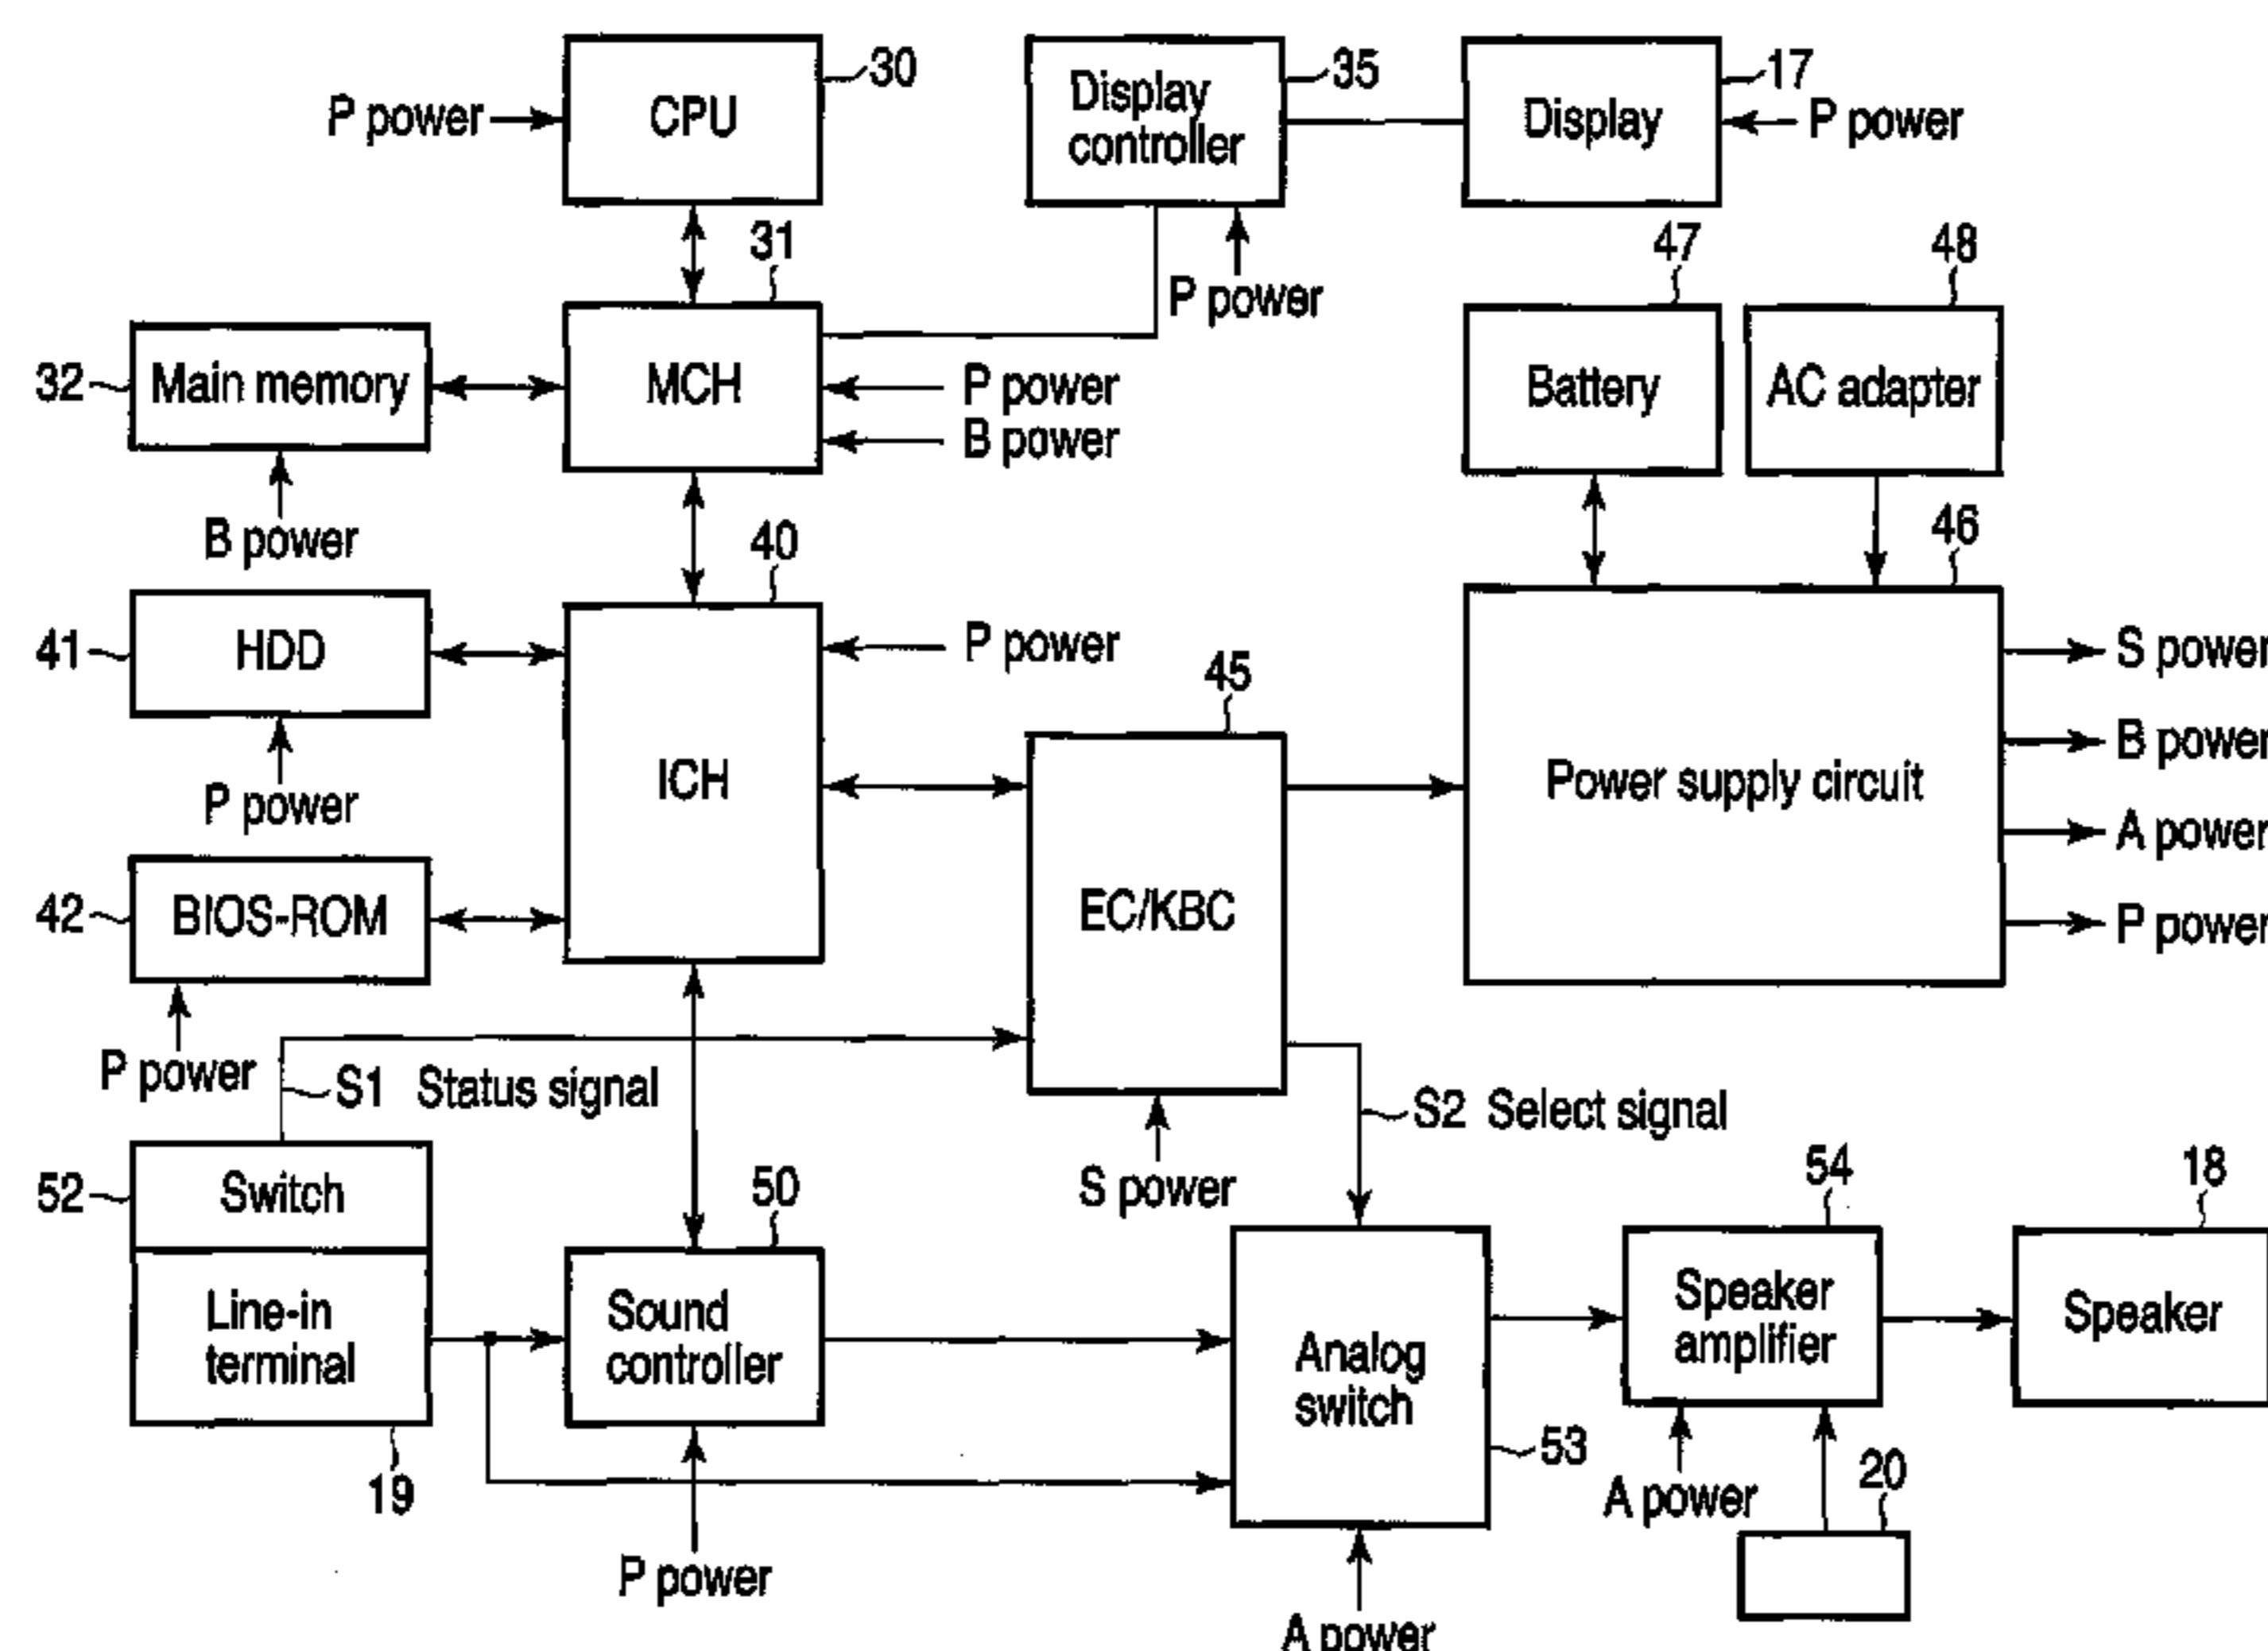 CPU
30
P power
Display
controller
35
Display
17
P power
31
P power
47
48
32
Main memory
MCH
P power
B power
Battery
AC adapter
B power
40
46
41
HDD
P power
45
S power
P power
ICH
B power
Power supply circuit
A power
42
BIOS-ROM
EC/KBC
P power
P power
S1 Status signal
S2 Select signal
52
Switch
50
S power
54
18
Line-in
terminal
Sound
controller
Analog
switch
Speaker
amplifier
Speaker
53
19
A power
20
P power
A power